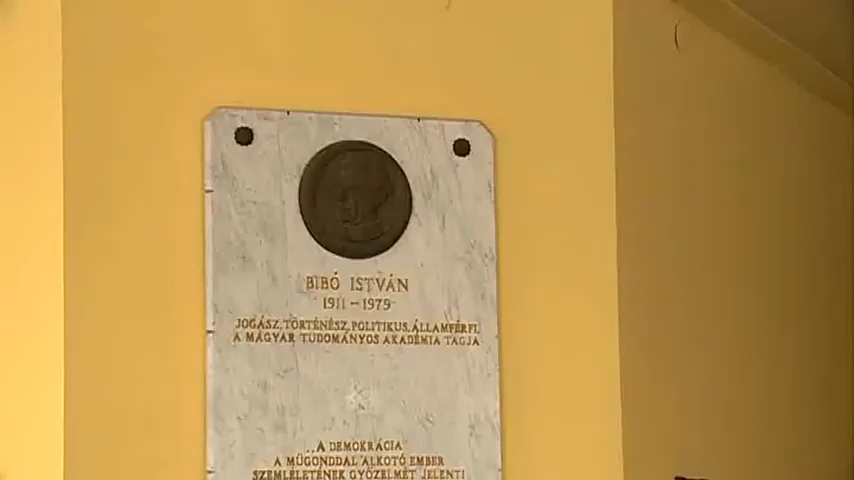 BIBÓ ISTVÁN
1911 – 1979
JOGÁSZ, TÖRTÉNÉSZ, POLITIKUS, ÁLLAMFÉRFI,
A MAGYAR TUDOMÁNYOS AKADÉMIA TAGJA
„A DEMOKRÁCIA
A MŰGONDDAL ALKOTÓ EMBER
SZEMLÉLETÉNEK GYŐZELMÉT JELENTI